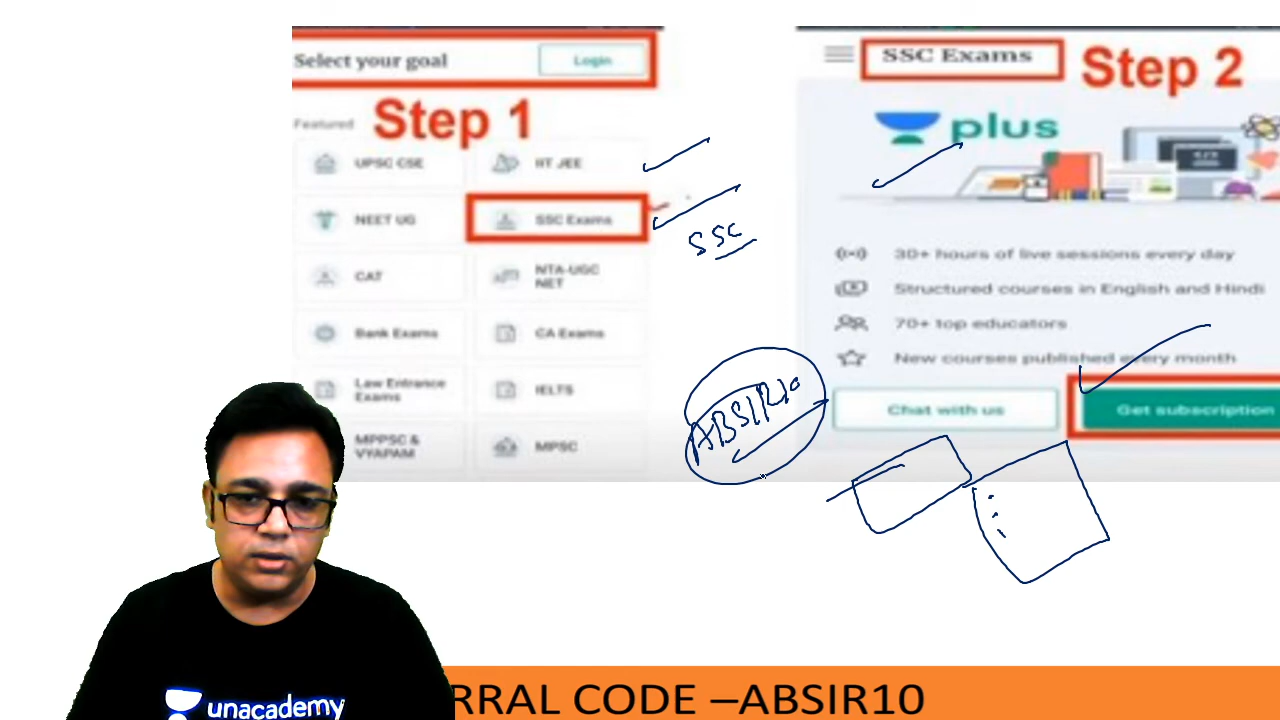 Select your goal
Login
Step 1
Featured
UPSC CSE
IIT JEE
NEET UG
SSC Exams
CAT
NTA-UGC
NET
Bank Exams
CA Exams
Law Entrance
Exams
IELTS
MPPSC &
VYAPAM
MPSC
SSC
ABSIR10
SSC Exams
Step 2
plus
30+ hours of live sessions every day
Structured courses in English and Hindi
70+ top educators
New courses published every month
Chat with us
Get subscription
unacademy
RRAL CODE –ABSIR10